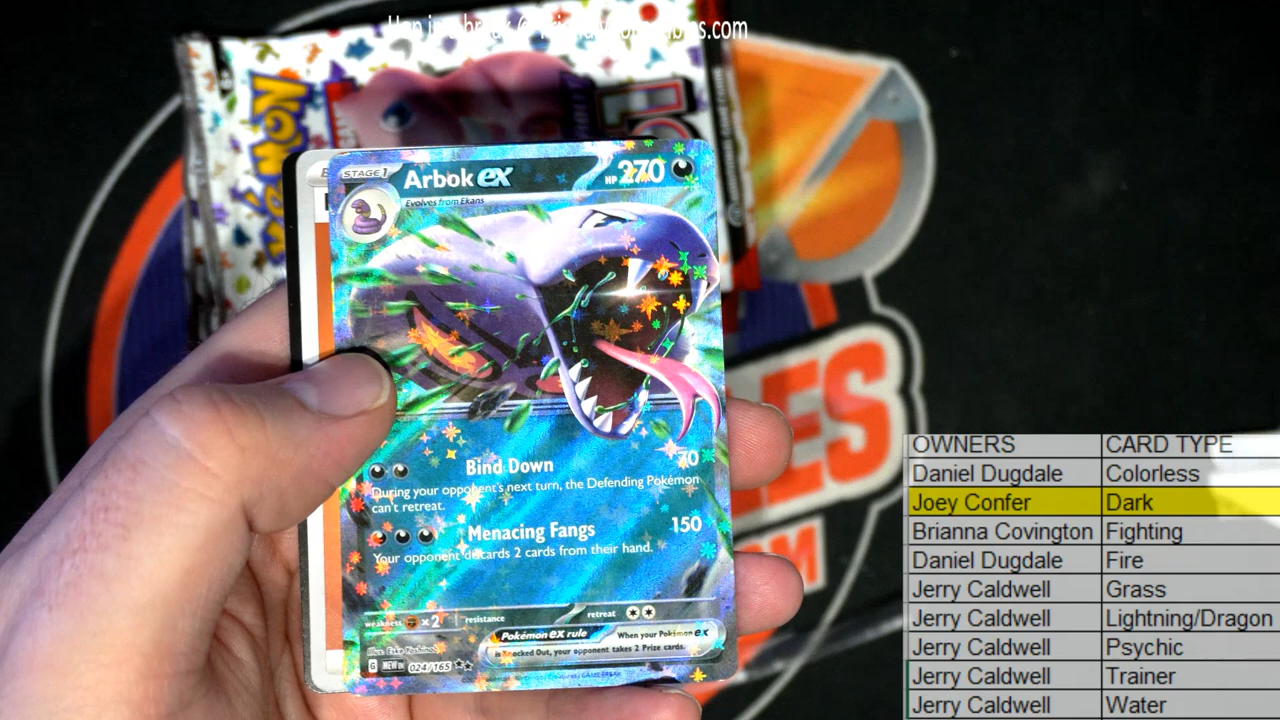 STAGE 1
Arbok ex
HP 270
Evolves from Ekans
Bind Down 70
During your opponent's next turn, the Defending Pokémon
can't retreat.
Menacing Fangs 150
Your opponent discards 2 cards from their hand.
weakness ×2 resistance retreat
Pokémon ex rule
When your Pokémon ex
is Knocked Out, your opponent takes 2 Prize cards.
G MEW EN 024/165
OWNERS CARD TYPE
Daniel Dugdale Colorless
Joey Confer Dark
Brianna Covington Fighting
Daniel Dugdale Fire
Jerry Caldwell Grass
Jerry Caldwell Lightning/Dragon
Jerry Caldwell Psychic
Jerry Caldwell Trainer
Jerry Caldwell Water